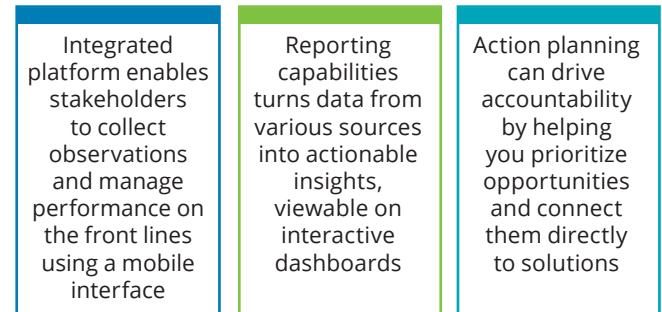 Integrated
platform enables
stakeholders
to collect
observations
and manage
performance on
the front lines
using a mobile
interface
Reporting
capabilities
turns data from
various sources
into actionable
insights,
viewable on
interactive
dashboards
Action planning
can drive
accountability
by helping
you prioritize
opportunities
and connect
them directly
to solutions